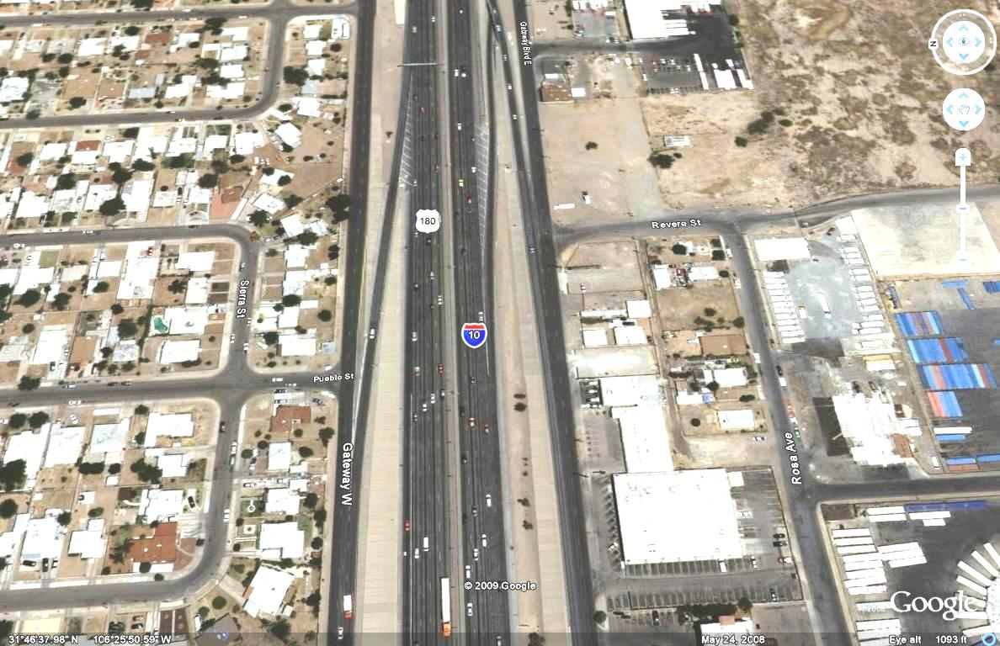 Gateway Blvd E
N
180
Revere St
Sierra St
10
Pueblo St
Gateway W
Rosa Ave
© 2009 Google
©2008 Google
31°46'37.98" N 106°25'50.59" W
May 24, 2008
Eye alt 1093 ft